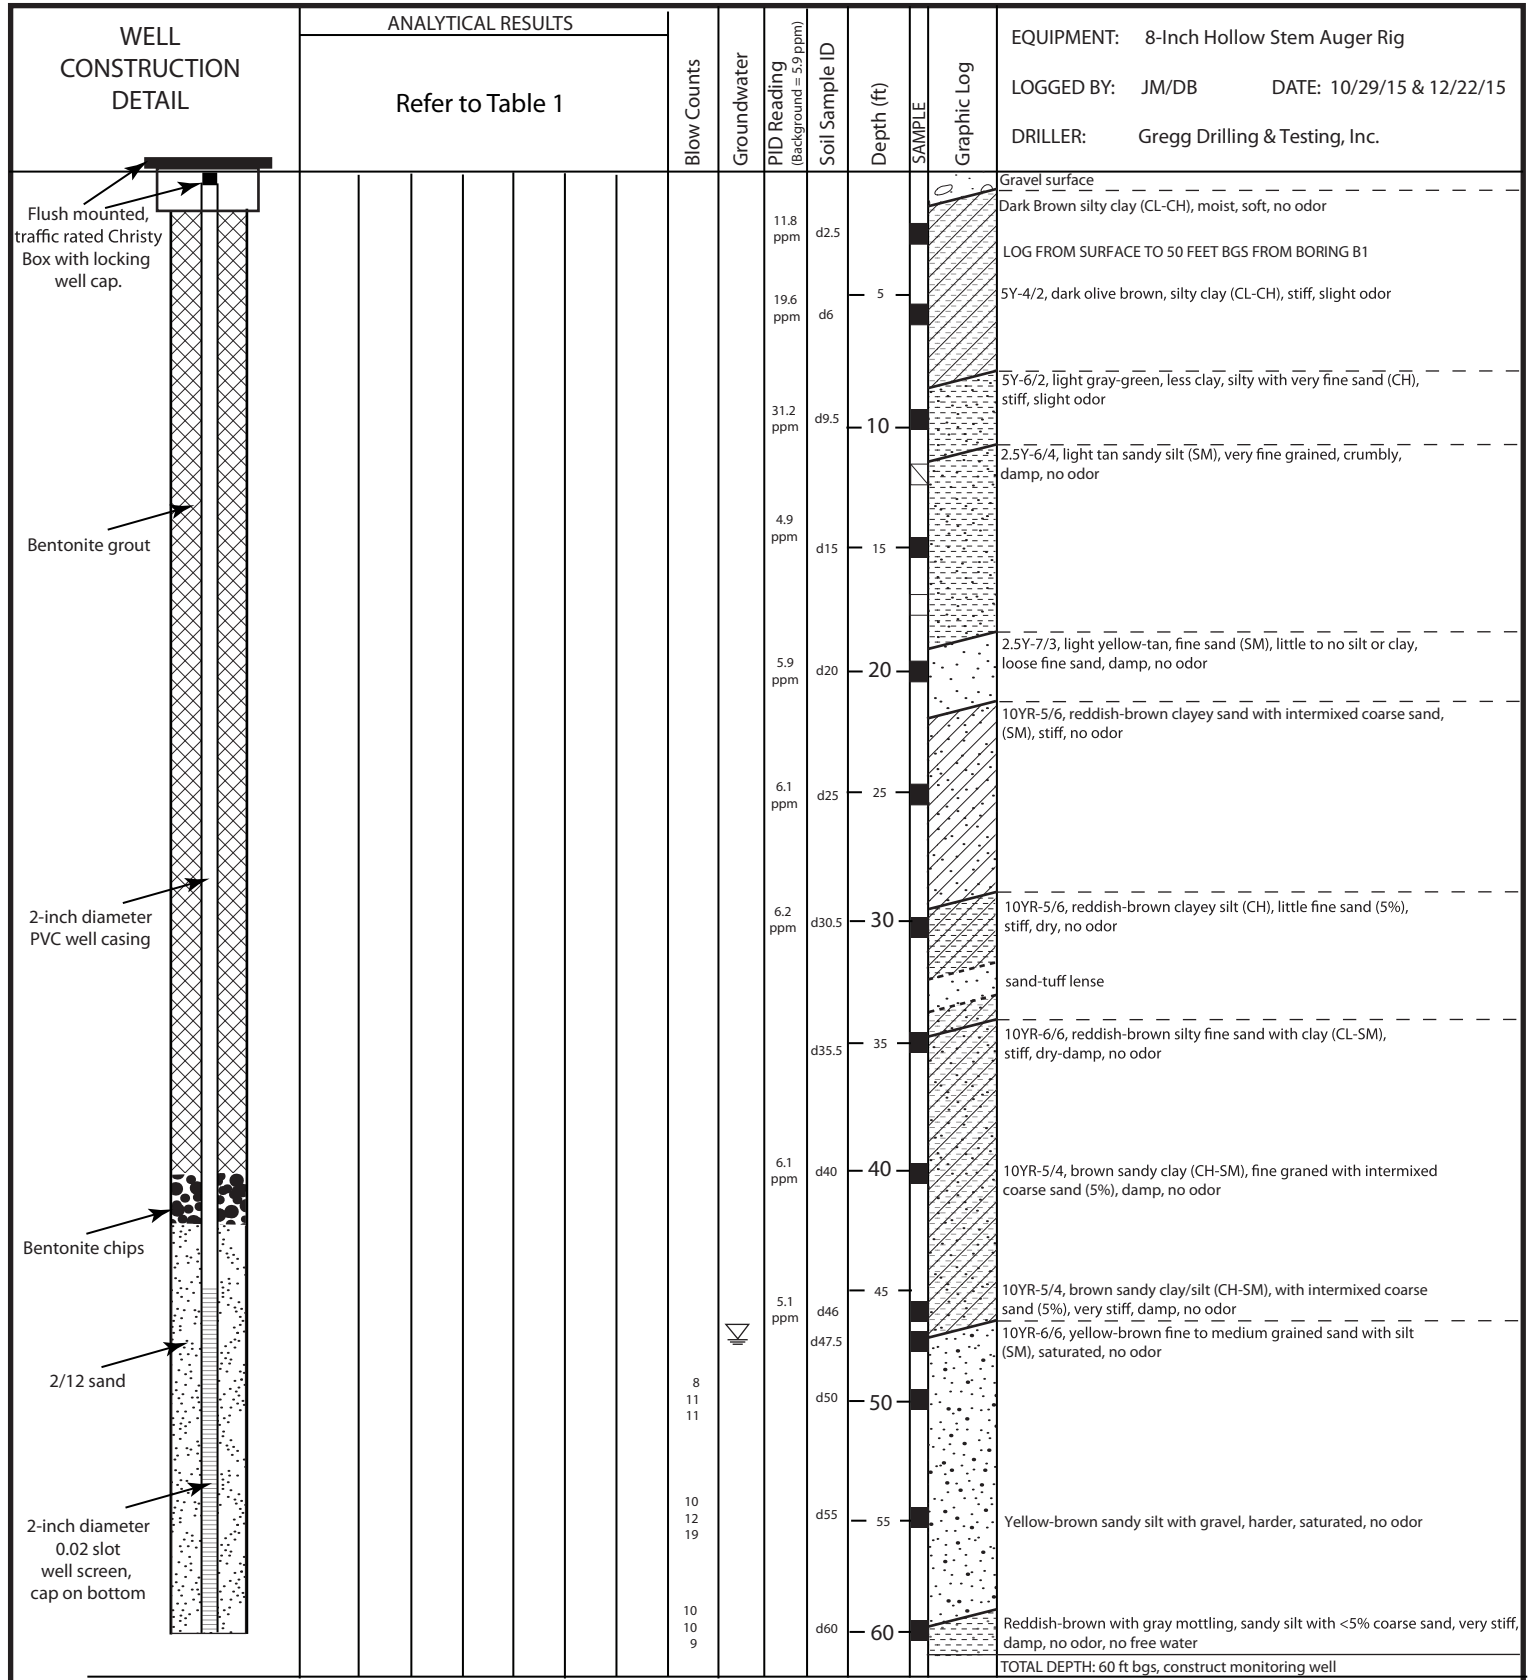 WELL
CONSTRUCTION
DETAIL
ANALYTICAL RESULTS
Refer to Table 1
Blow Counts
Groundwater
PID Reading
(Background = 5.9 ppm)
Soil Sample ID
Depth (ft)
SAMPLE
Graphic Log
EQUIPMENT: 8-Inch Hollow Stem Auger Rig
LOGGED BY: JM/DB DATE: 10/29/15 & 12/22/15
DRILLER: Gregg Drilling & Testing, Inc.
Flush mounted,
traffic rated Christy
Box with locking
well cap.
Bentonite grout
2-inch diameter
PVC well casing
Bentonite chips
2/12 sand
2-inch diameter
0.02 slot
well screen,
cap on bottom
8
11
11
10
12
19
10
10
9
11.8
ppm
19.6
ppm
31.2
ppm
4.9
ppm
5.9
ppm
6.1
ppm
6.2
ppm
6.1
ppm
5.1
ppm
d2.5
d6
d9.5
d15
d20
d25
d30.5
d35.5
d40
d46
d47.5
d50
d55
d60
5
10
15
20
25
30
35
40
45
50
55
60
Gravel surface
Dark Brown silty clay (CL-CH), moist, soft, no odor
LOG FROM SURFACE TO 50 FEET BGS FROM BORING B1
5Y-4/2, dark olive brown, silty clay (CL-CH), stiff, slight odor
5Y-6/2, light gray-green, less clay, silty with very fine sand (CH),
stiff, slight odor
2.5Y-6/4, light tan sandy silt (SM), very fine grained, crumbly,
damp, no odor
2.5Y-7/3, light yellow-tan, fine sand (SM), little to no silt or clay,
loose fine sand, damp, no odor
10YR-5/6, reddish-brown clayey sand with intermixed coarse sand,
(SM), stiff, no odor
10YR-5/6, reddish-brown clayey silt (CH), little fine sand (5%),
stiff, dry, no odor
sand-tuff lense
10YR-6/6, reddish-brown silty fine sand with clay (CL-SM),
stiff, dry-damp, no odor
10YR-5/4, brown sandy clay (CH-SM), fine graned with intermixed
coarse sand (5%), damp, no odor
10YR-5/4, brown sandy clay/silt (CH-SM), with intermixed coarse
sand (5%), very stiff, damp, no odor
10YR-6/6, yellow-brown fine to medium grained sand with silt
(SM), saturated, no odor
Yellow-brown sandy silt with gravel, harder, saturated, no odor
Reddish-brown with gray mottling, sandy silt with <5% coarse sand, very stiff,
damp, no odor, no free water
TOTAL DEPTH: 60 ft bgs, construct monitoring well